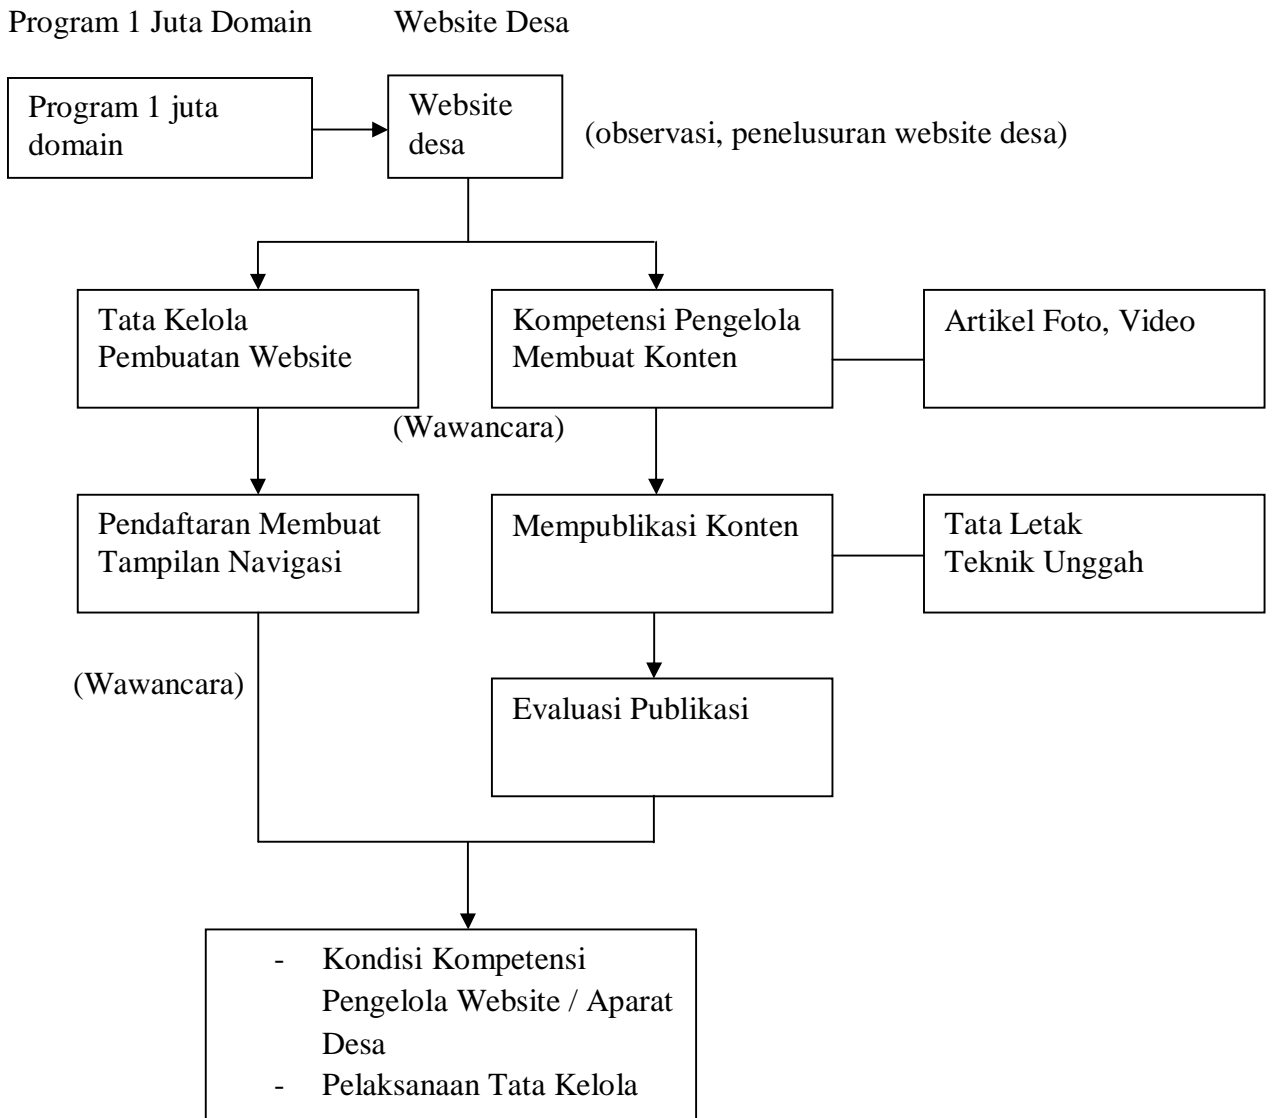 Program 1 Juta Domain Website Desa
Program 1 juta
domain
Website
desa
(observasi, penelusuran website desa)
Tata Kelola
Pembuatan Website
Kompetensi Pengelola
Membuat Konten
Artikel Foto, Video
(Wawancara)
Pendaftaran Membuat
Tampilan Navigasi
Mempublikasi Konten
Tata Letak
Teknik Unggah
(Wawancara)
Evaluasi Publikasi
- Kondisi Kompetensi
Pengelola Website / Aparat
Desa
- Pelaksanaan Tata Kelola